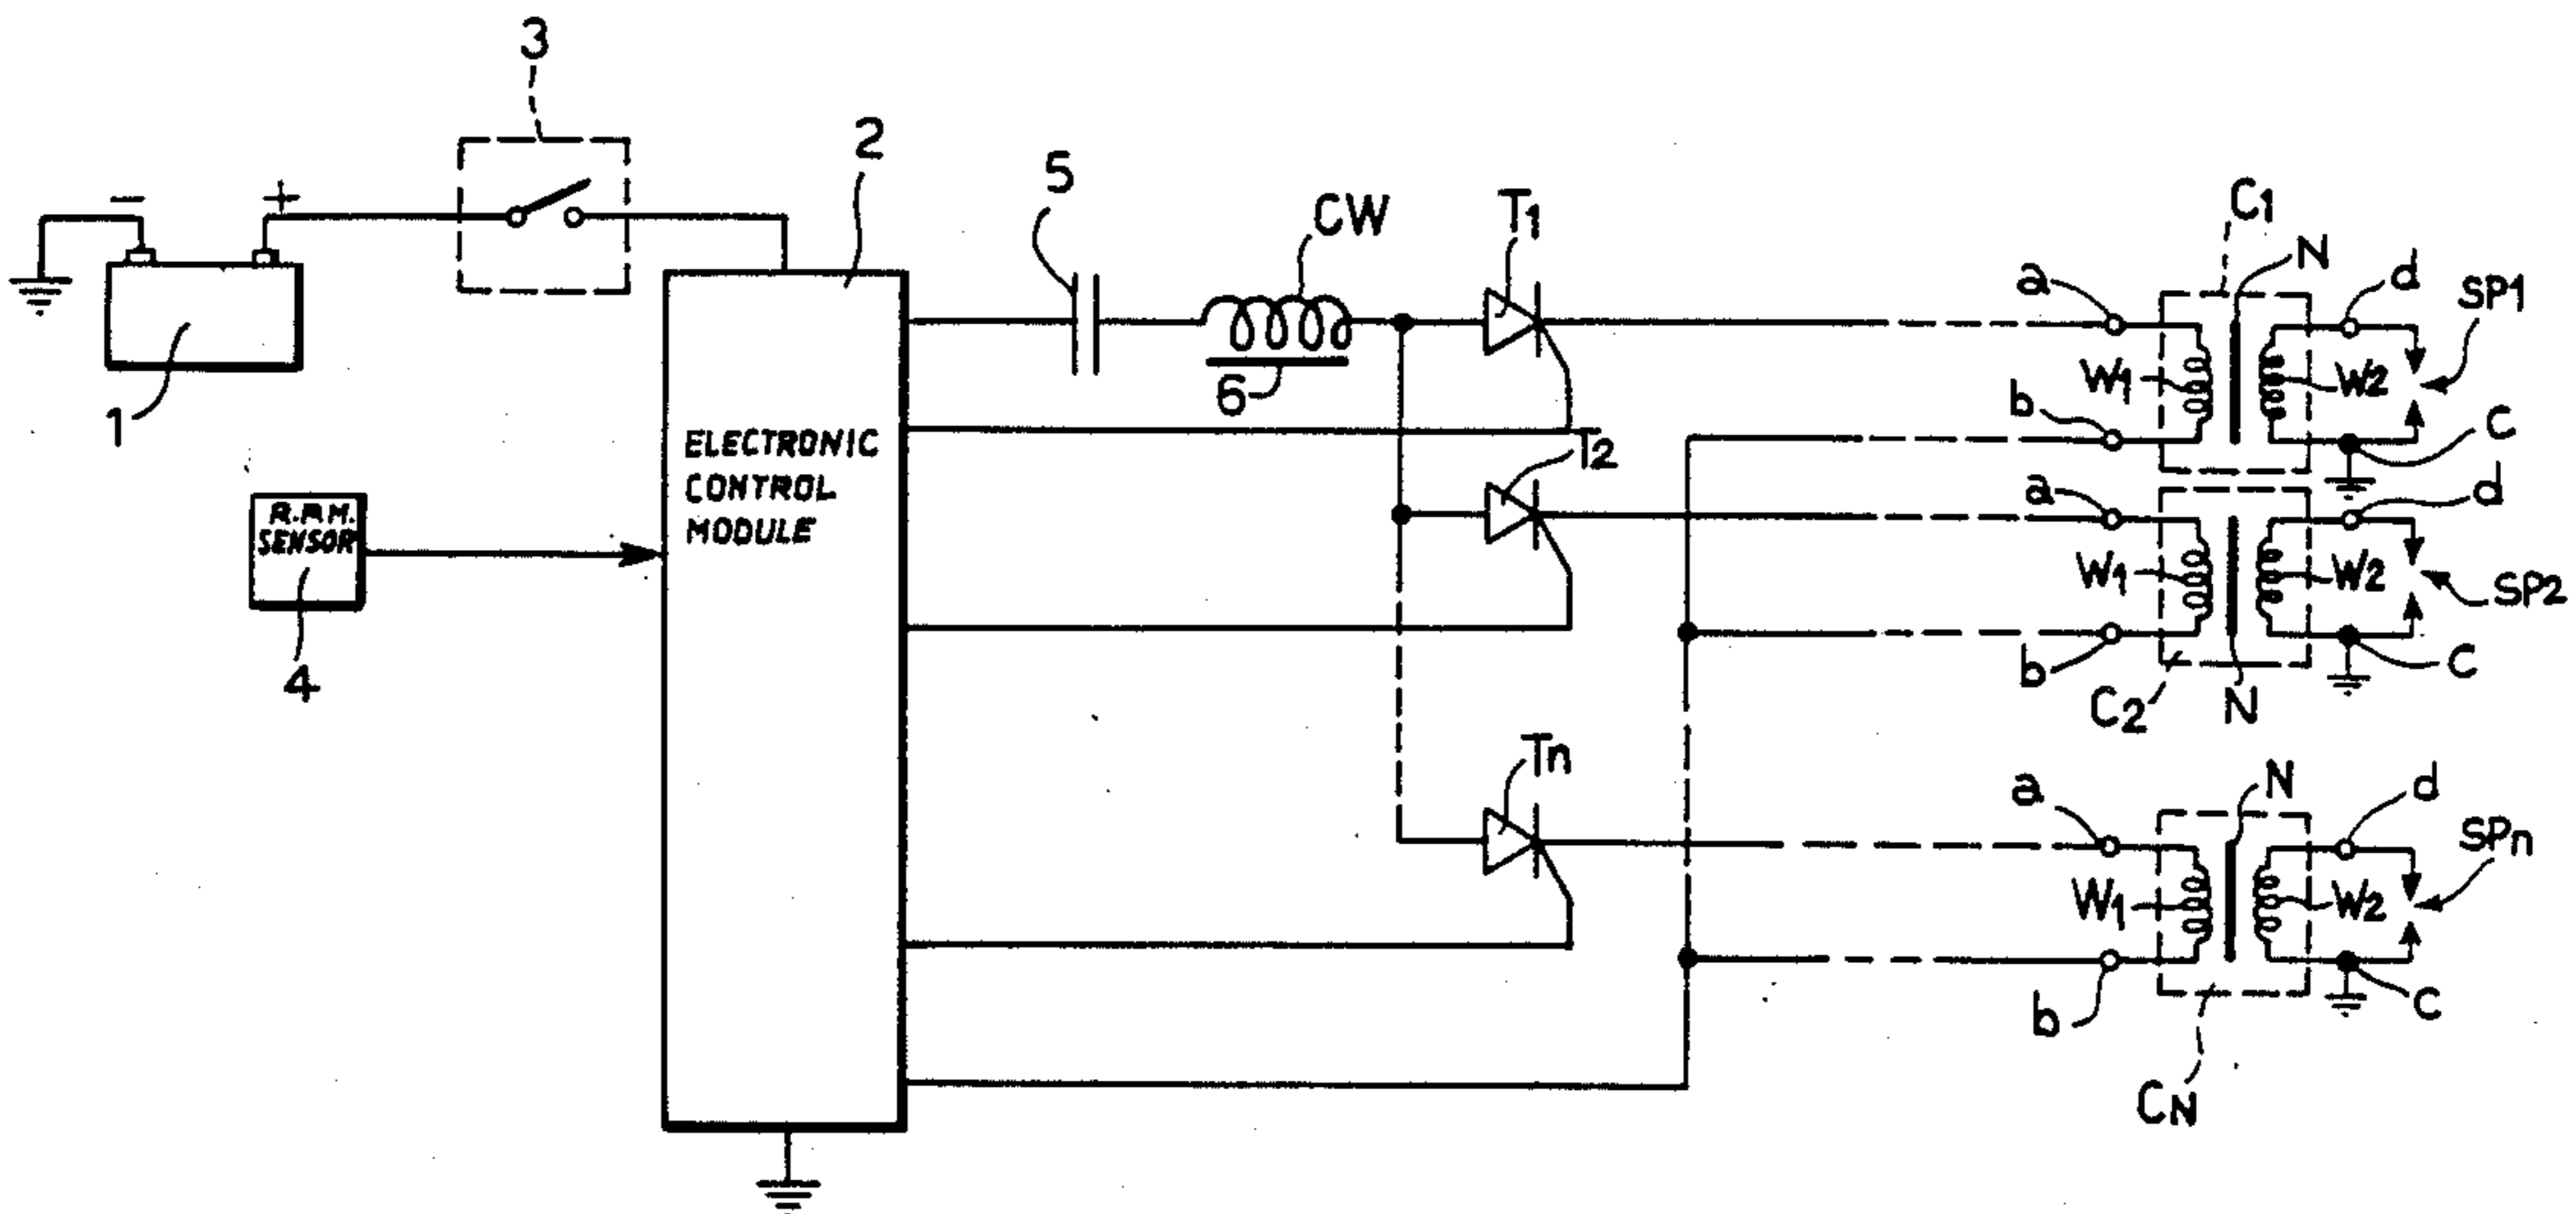 3
2
- +
5
CW
T1
C1
N
d
SP1
a
W1
W2
6
b
C
1
ELECTRONIC
CONTROL
MODULE
T2
a
d
R.P.M.
SENSOR
W1
W2
SP2
4
b
C
C2
N
Tn
N
a
d
SPn
W1
W2
b
C
CN